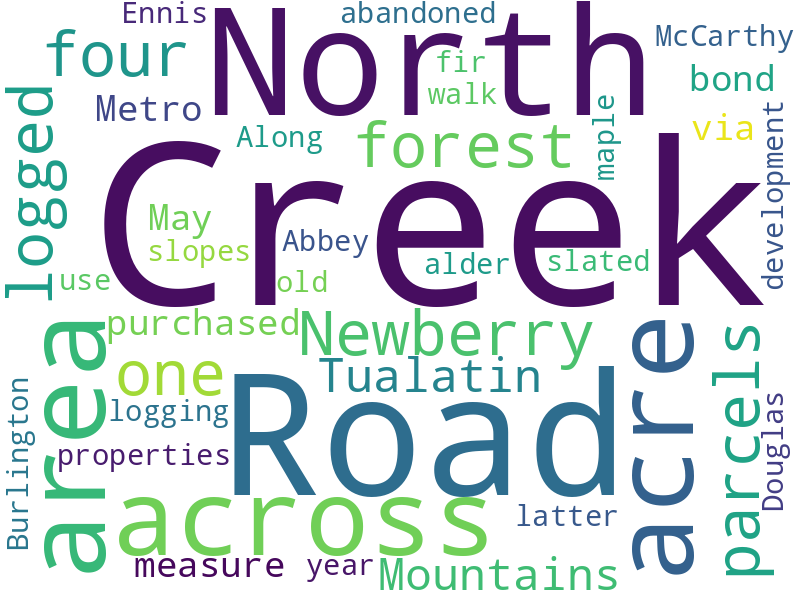 Ennis
abandoned
North
McCarthy
four
fir
bond
Metro
walk
logged
Along
forest
maple
via
development
Creek
May
slopes
Abbey
alder
slated
use
old
purchased
Newberry
area
acre
one
Tualatin
parcels
Road
Burlington
logging
Douglas
properties
across
latter
measure
year
Mountains